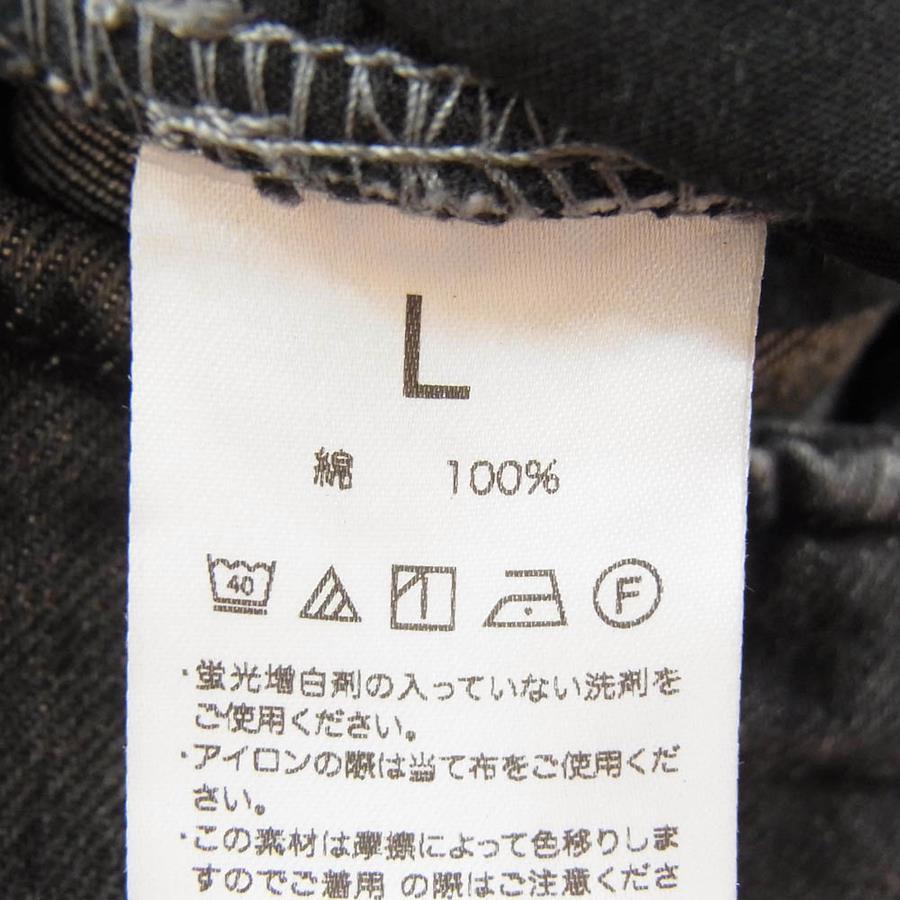 L
綿 100%
40 F
・蛍光増白剤の入っていない洗剤を
ご使用ください。
・アイロンの際は当て布をご使用くだ
さい。
・この素材は摩擦によって色移りしま
すのでご着用 の際はご注意くださ